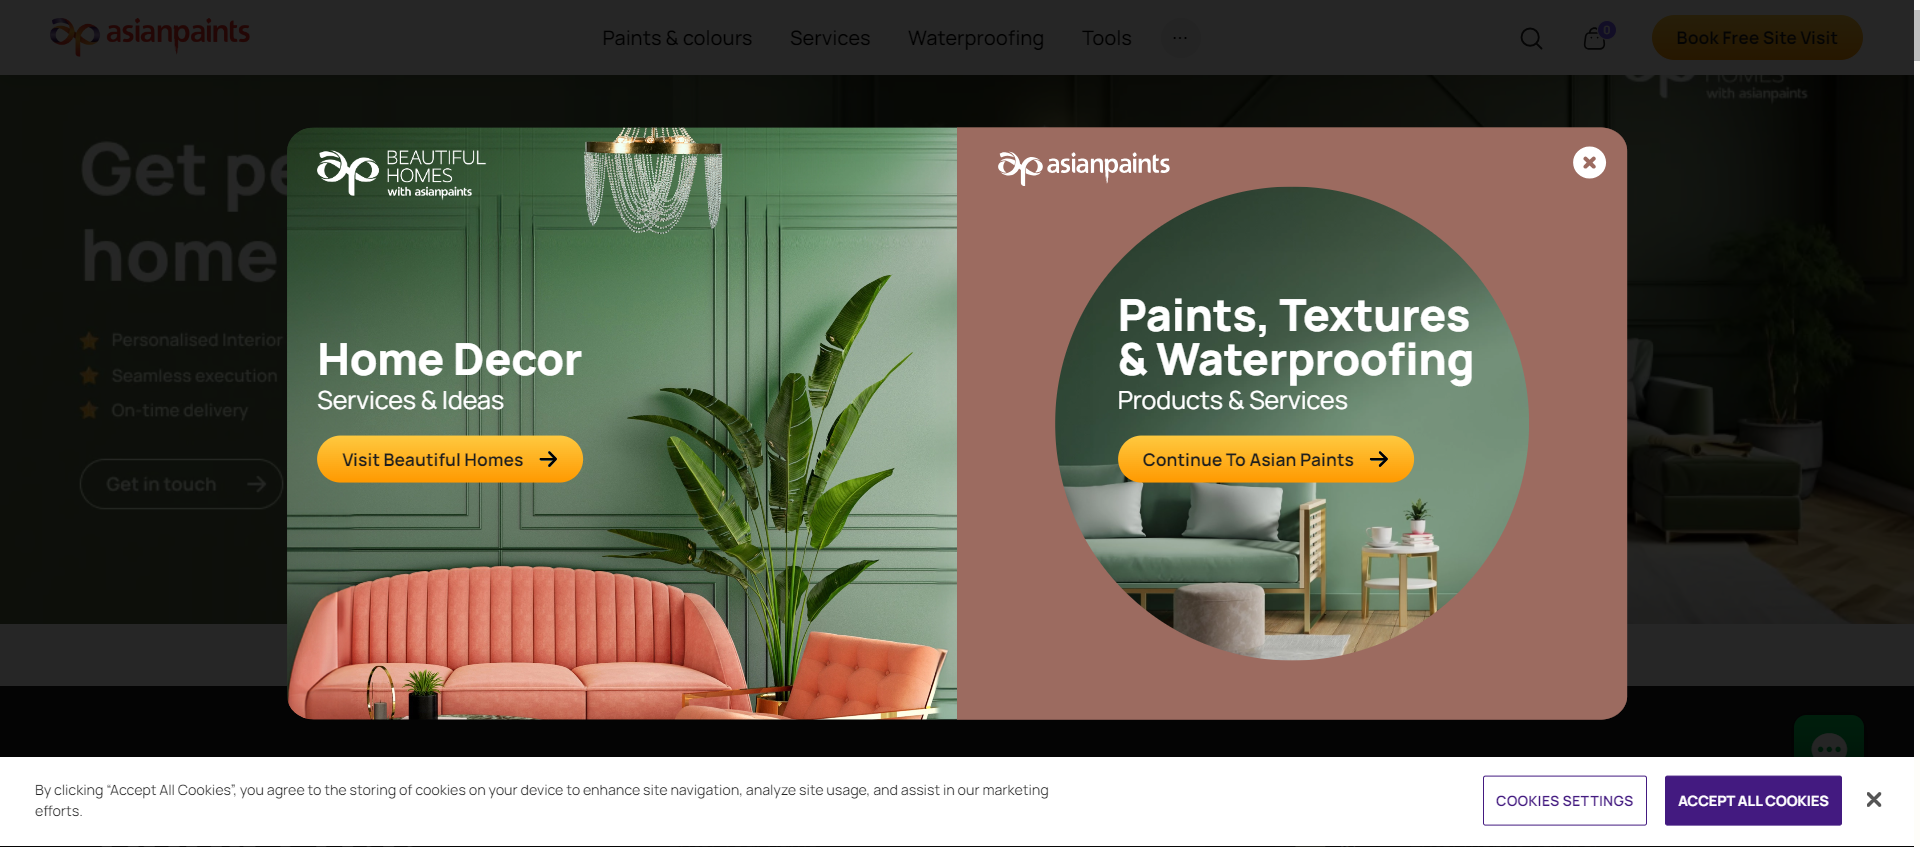 asianpaints
Paints & colours
Services
Waterproofing
Tools
...
0
Book Free Site Visit
HOMES
with asianpaints
Get pe
home
Personalised Interior
Seamless execution
On-time delivery
Get in touch
BEAUTIFUL
HOMES
with asianpaints
Home Decor
Services & Ideas
Visit Beautiful Homes
asianpaints
Paints, Textures
& Waterproofing
Products & Services
Continue To Asian Paints
By clicking “Accept All Cookies”, you agree to the storing of cookies on your device to enhance site navigation, analyze site usage, and assist in our marketing
efforts.
COOKIES SETTINGS
ACCEPT ALL COOKIES